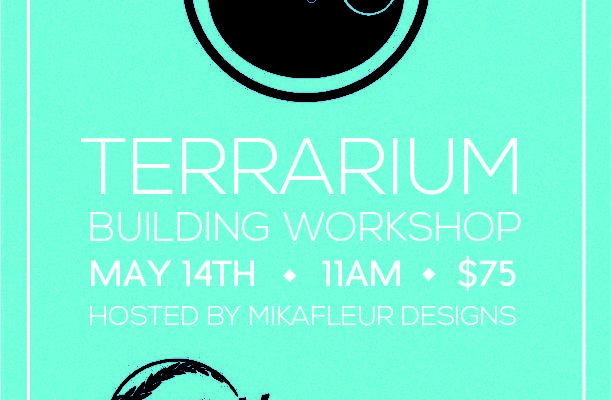 TERRARIUM
BUILDING WORKSHOP
MAY 14TH ◆ 11AM ◆ $75
HOSTED BY MIKAFLEUR DESIGNS